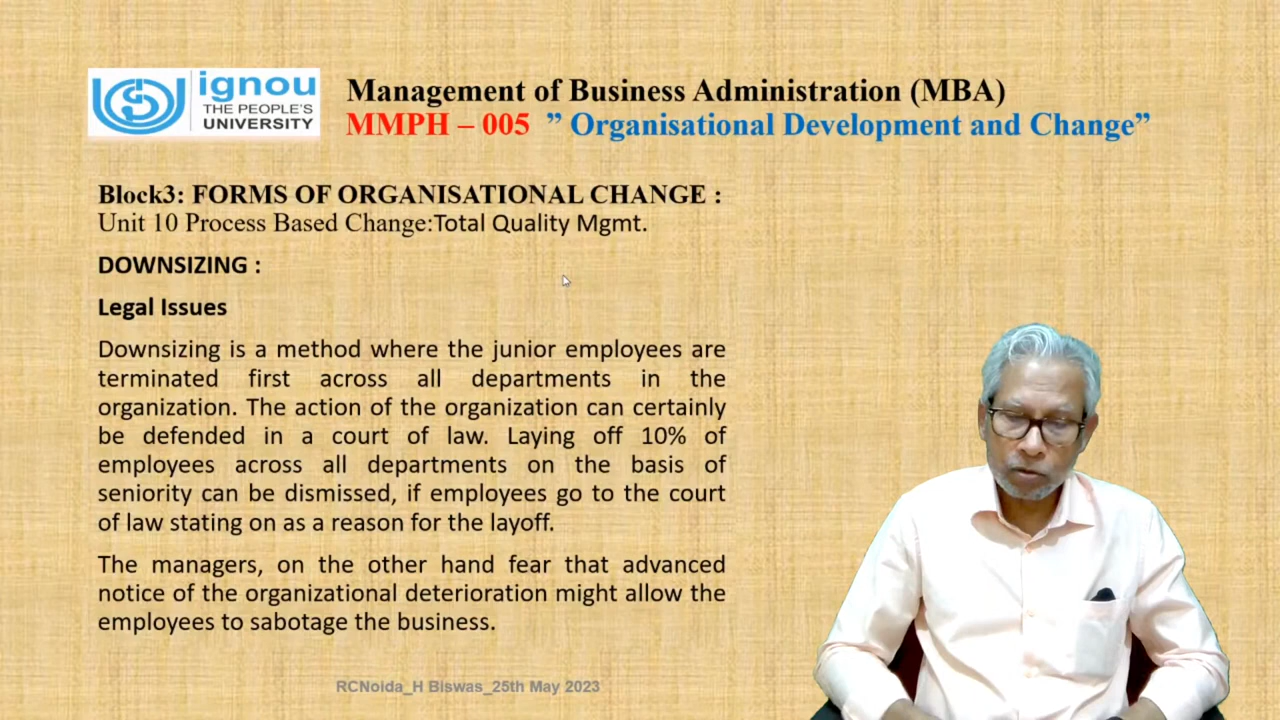 ignou
THE PEOPLE'S
UNIVERSITY
Management of Business Administration (MBA)
MMPH – 005 ” Organisational Development and Change”
Block3: FORMS OF ORGANISATIONAL CHANGE :
Unit 10 Process Based Change:Total Quality Mgmt.
DOWNSIZING :
Legal Issues
Downsizing is a method where the junior employees are
terminated first across all departments in the
organization. The action of the organization can certainly
be defended in a court of law. Laying off 10% of
employees across all departments on the basis of
seniority can be dismissed, if employees go to the court
of law stating on as a reason for the layoff.
The managers, on the other hand fear that advanced
notice of the organizational deterioration might allow the
employees to sabotage the business.
RCNoida_H Biswas_25th May 2023